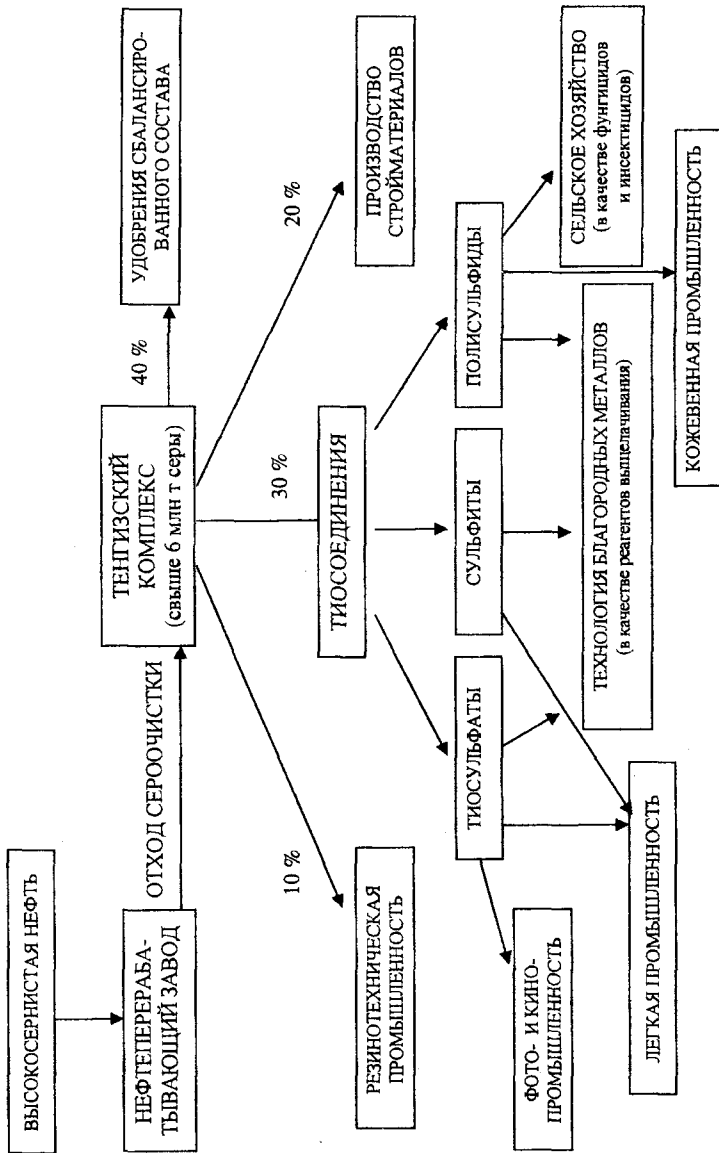 ВЫСОКОСЕРНИСТАЯ НЕФТЬ
НЕФТЕПЕРЕРАБА-
ТЫВАЮЩИЙ ЗАВОД
ОТХОД СЕРООЧИСТКИ
ТЕНГИЗСКИЙ
КОМПЛЕКС
(свыше 6 млн т серы)
40 %
УДОБРЕНИЯ СБАЛАНСИРО-
ВАННОГО СОСТАВА
10 %
30 %
20 %
РЕЗИНОТЕХНИЧЕСКАЯ
ПРОМЫШЛЕННОСТЬ
ТИОСОЕДИНЕНИЯ
ПРОИЗВОДСТВО
СТРОЙМАТЕРИАЛОВ
ТИОСУЛЬФАТЫ
СУЛЬФИТЫ
ПОЛИСУЛЬФИДЫ
ФОТО- И КИНО-
ПРОМЫШЛЕННОСТЬ
ТЕХНОЛОГИЯ БЛАГОРОДНЫХ МЕТАЛЛОВ
(в качестве реагентов выщелачивания)
СЕЛЬСКОЕ ХОЗЯЙСТВО
(в качестве фунгицидов
и инсектицидов)
ЛЕГКАЯ ПРОМЫШЛЕННОСТЬ
КОЖЕВЕННАЯ ПРОМЫШЛЕННОСТЬ